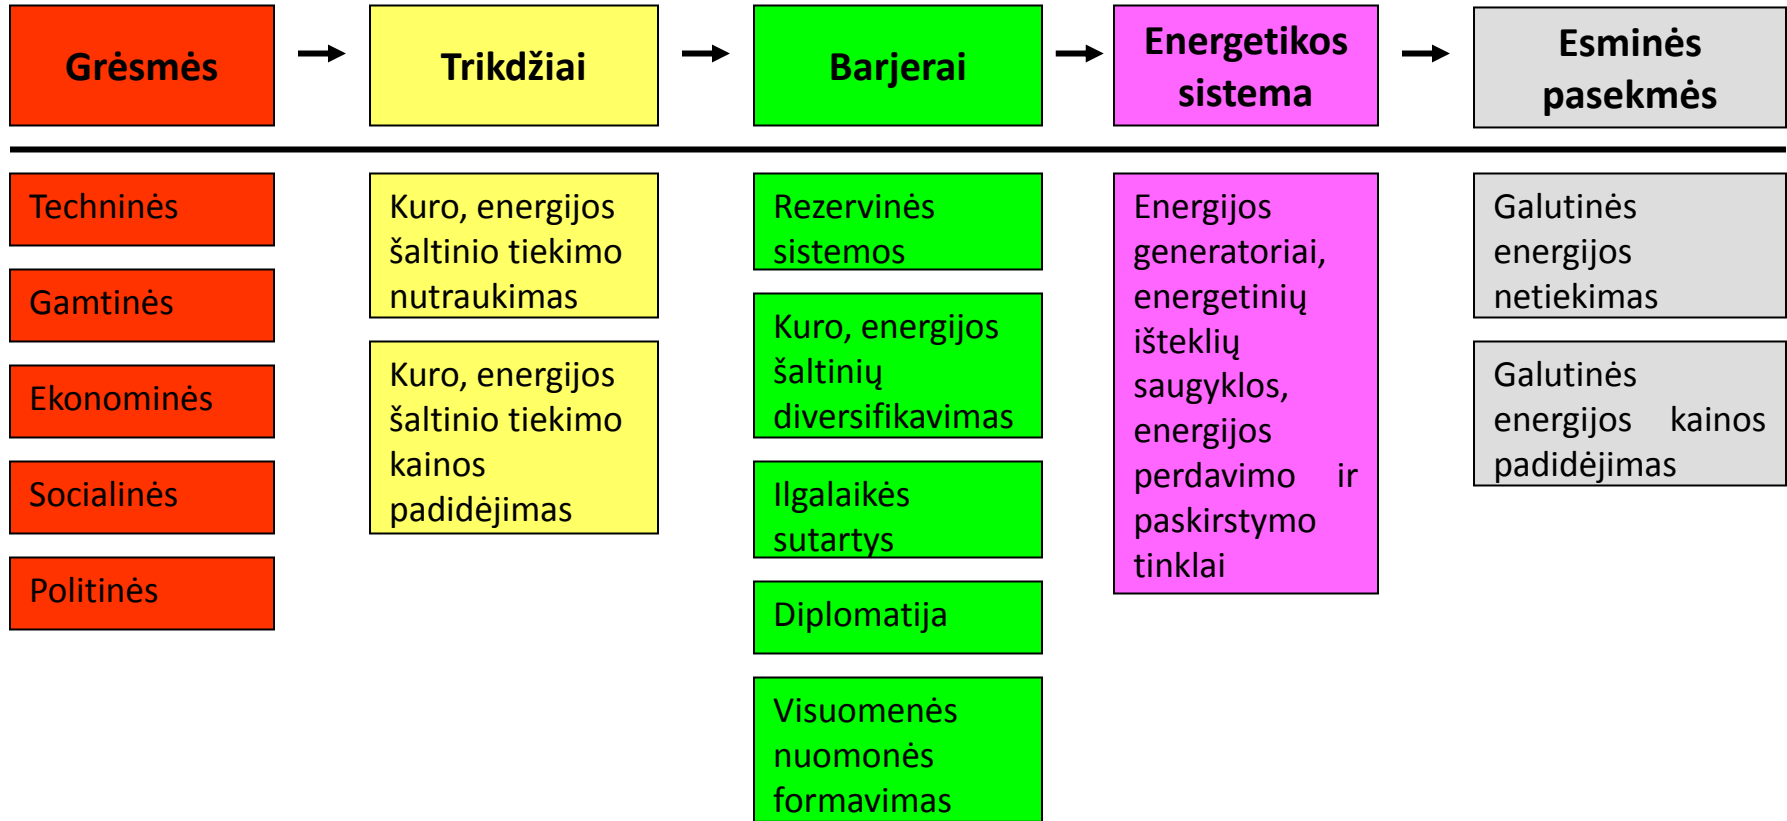 Grėsmės
Trikdžiai
Barjerai
Energetikos
sistema
Esminės
pasekmės
Techninės
Gamtinės
Ekonominės
Socialinės
Politinės
Kuro, energijos
šaltinio tiekimo
nutraukimas
Kuro, energijos
šaltinio tiekimo
kainos
padidėjimas
Rezervinės
sistemos
Kuro, energijos
šaltinių
diversifikavimas
Ilgalaikės
sutartys
Diplomatija
Visuomenės
nuomonės
formavimas
Energijos
generatoriai,
energetinių
išteklių
saugyklos,
energijos
perdavimo ir
paskirstymo
tinklai
Galutinės
energijos
netiekimas
Galutinės
energijos kainos
padidėjimas